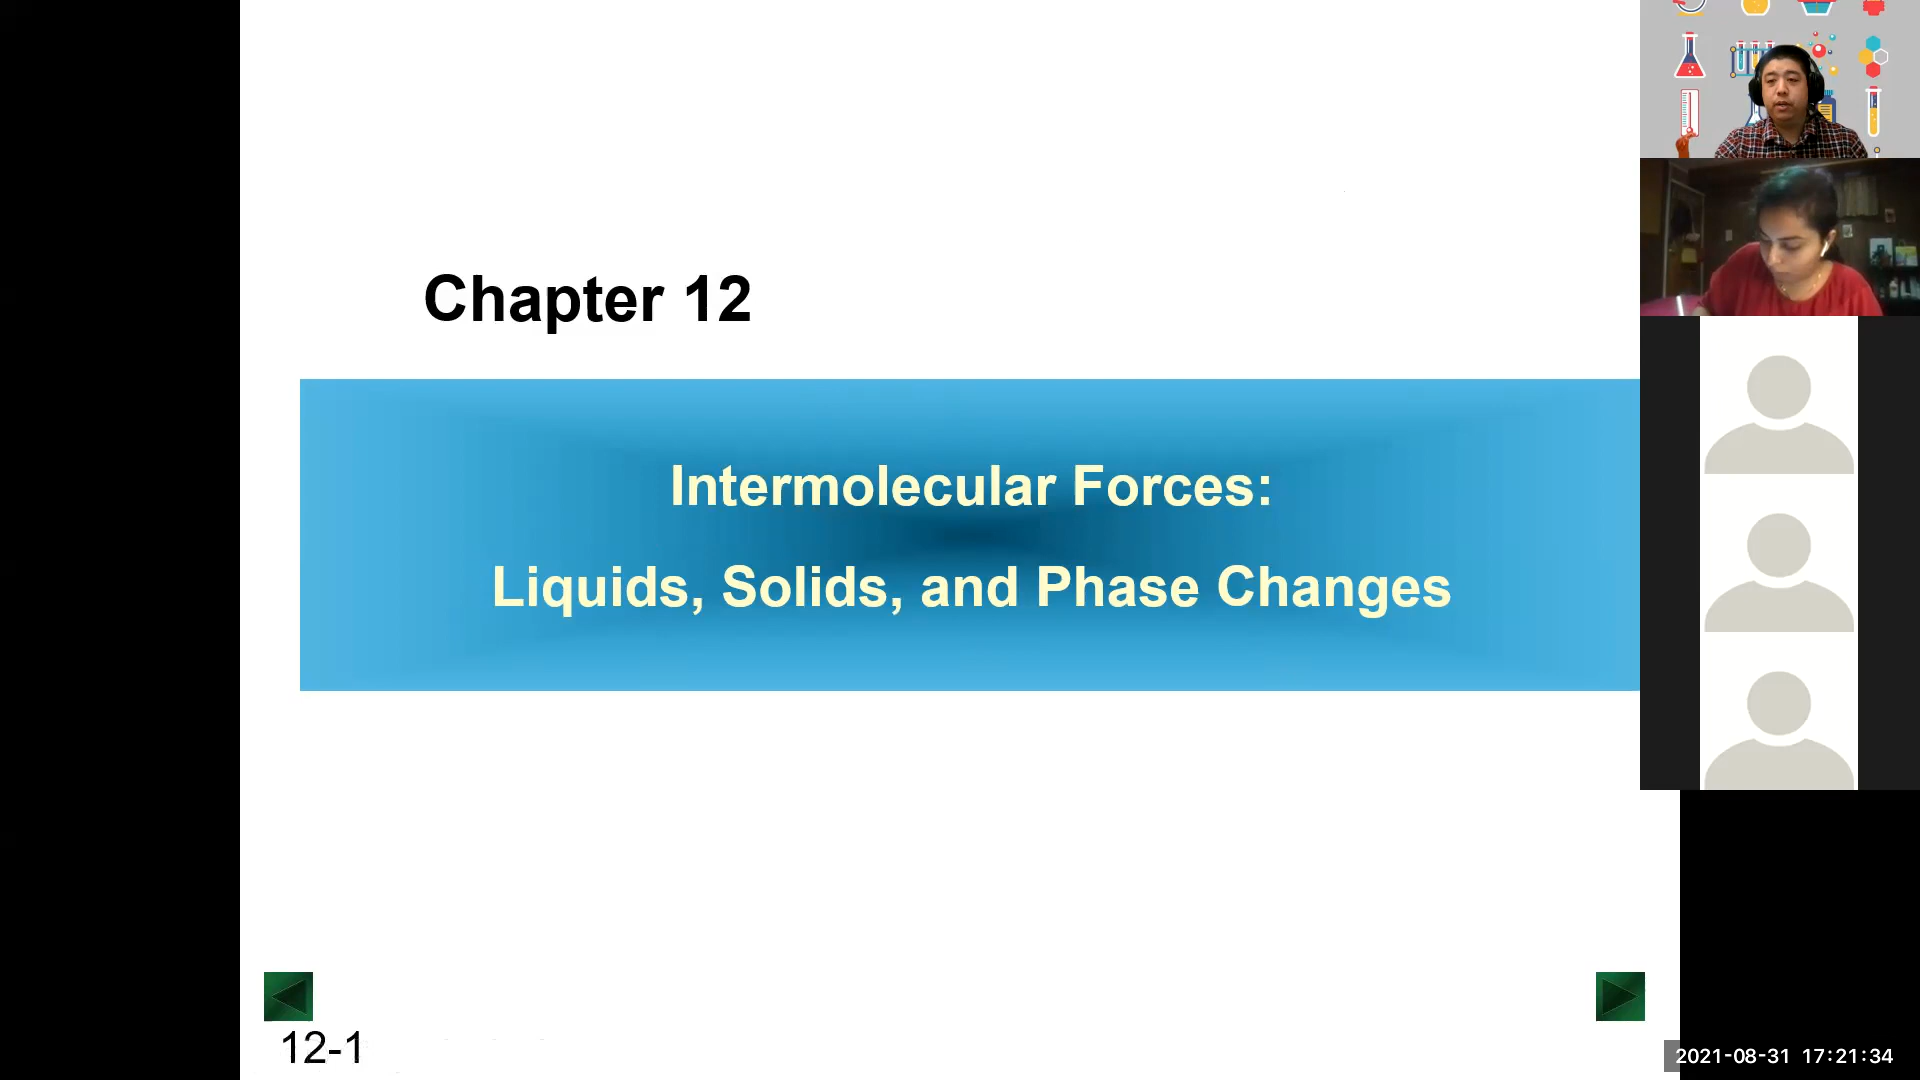 Chapter 12
Intermolecular Forces:
Liquids, Solids, and Phase Changes
12-1
2021-08-31 17:21:34